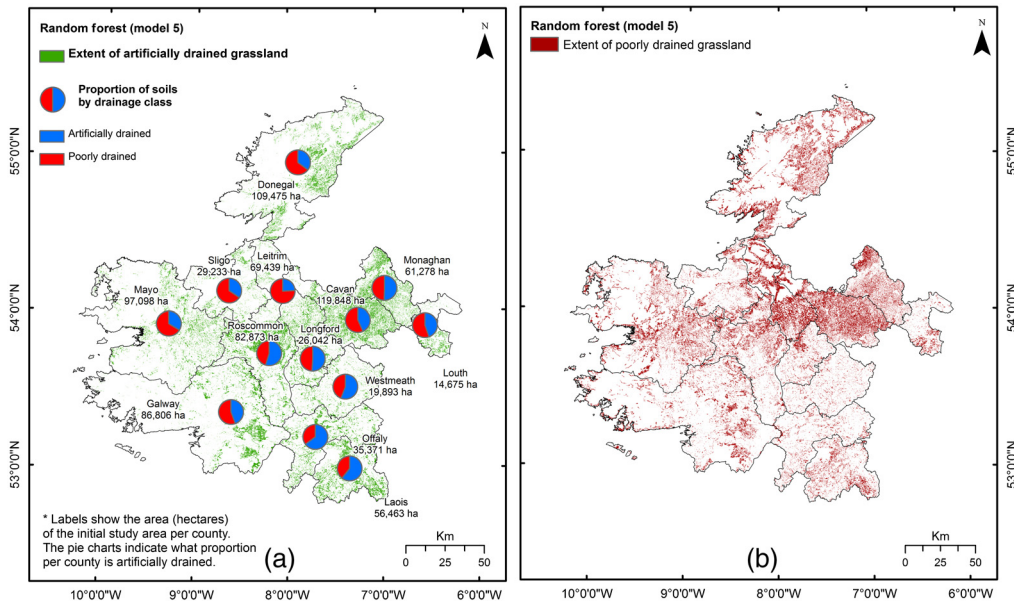 Random forest (model 5)
Extent of artificially drained grassland
Proportion of soils
by drainage class
Artificially drained
Poorly drained
N
55°0'0"N
54°0'0"N
53°0'0"N
Donegal
109,475 ha
Sligo
29,233 ha
Leitrim
69,439 ha
Monaghan
61,278 ha
Mayo
97,098 ha
Cavan
119,848 ha
Roscommon
82,873 ha
Longford
26,042 ha
Louth
14,675 ha
Westmeath
19,893 ha
Galway
86,806 ha
Offaly
35,371 ha
Laois
56,463 ha
* Labels show the area (hectares)
of the initial study area per county.
The pie charts indicate what proportion
per county is artificially drained.
(a)
Km
0 25 50
10°0'0"W 9°0'0"W 8°0'0"W 7°0'0"W 6°0'0"W
Random forest (model 5)
Extent of poorly drained grassland
N
55°0'0"N
54°0'0"N
53°0'0"N
(b)
Km
0 25 50
10°0'0"W 9°0'0"W 8°0'0"W 7°0'0"W 6°0'0"W